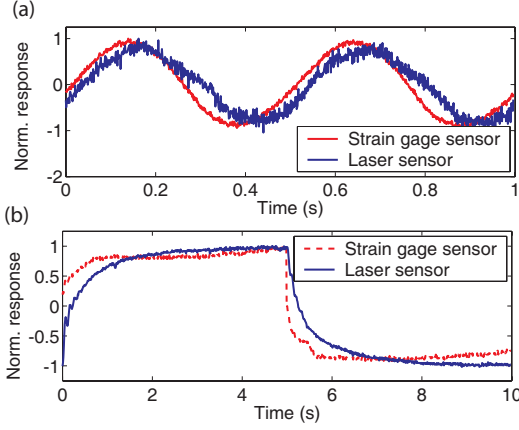 (a)
Norm. response
1
0
-1
-2
0
0.2
0.4
0.6
0.8
1
Time (s)
Strain gage sensor
Laser sensor
(b)
Norm. response
1
0.5
0
-0.5
-1
0
2
4
6
8
10
Time (s)
Strain gage sensor
Laser sensor